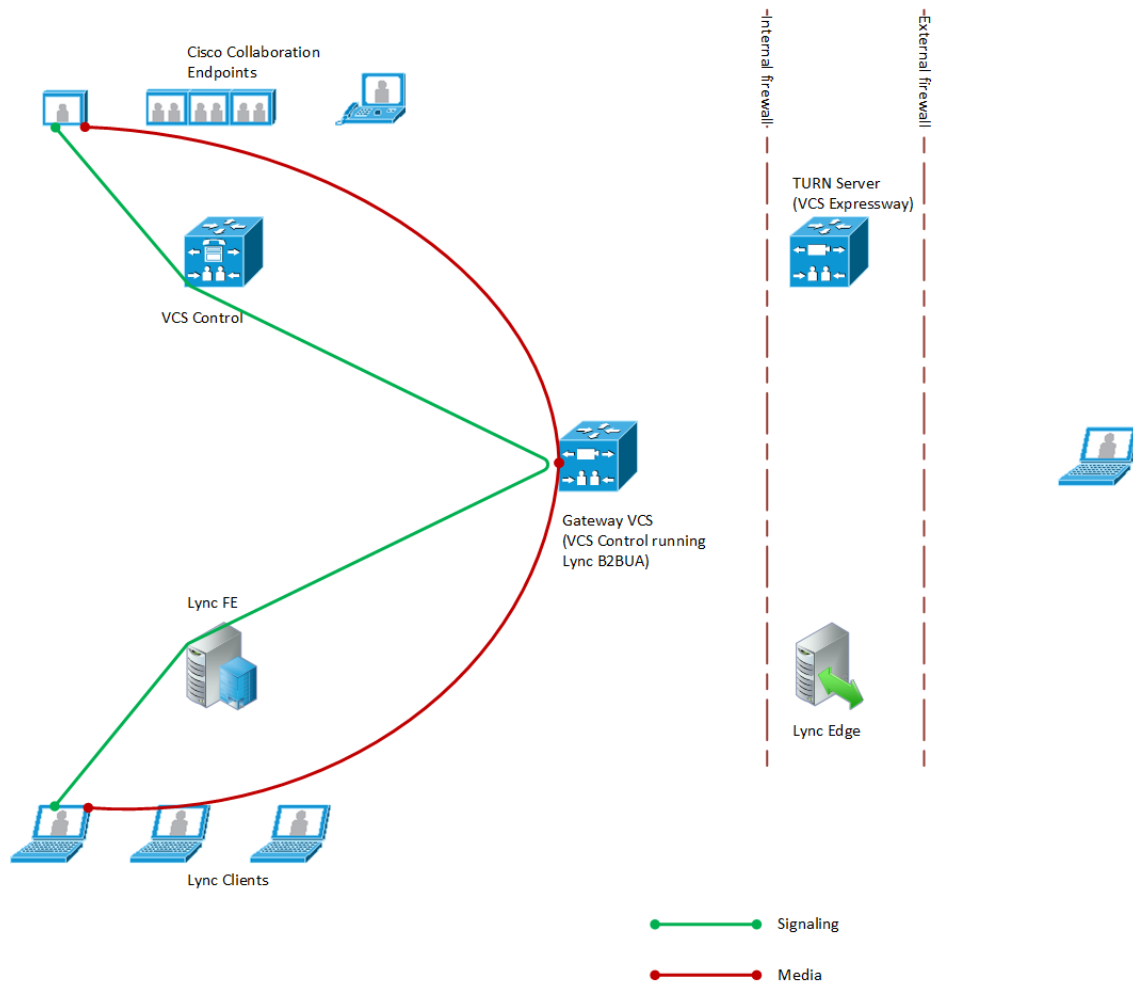 Cisco Collaboration
Endpoints
Internal firewall
External firewall
TURN Server
(VCS Expressway)
VCS Control
Gateway VCS
(VCS Control running
Lync B2BUA)
Lync FE
Lync Edge
Lync Clients
Signaling
Media